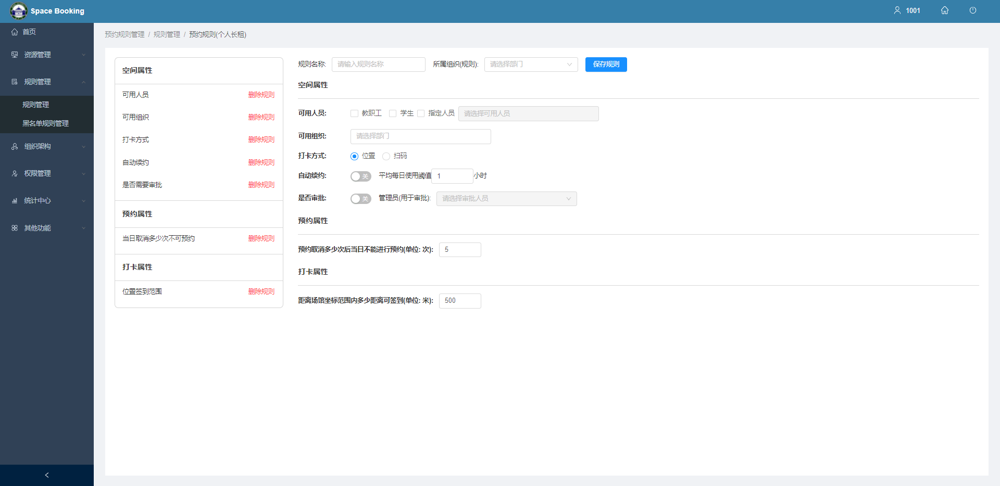 Space Booking
1001
首页
资源管理
规则管理
规则管理
黑名单规则管理
组织架构
权限管理
统计中心
其他功能
预约规则管理 / 规则管理 / 预约规则(个人长租)
空间属性
可用人员 删除规则
可用组织 删除规则
打卡方式 删除规则
自动续约 删除规则
是否需要审批 删除规则
预约属性
当日取消多少次不可预约 删除规则
打卡属性
位置签到范围 删除规则
规则名称: 请输入规则名称 所属组织(规则): 请选择部门 保存规则
空间属性
可用人员: 教职工 学生 指定人员 请选择可用人员
可用组织: 请选择部门
打卡方式: 位置 扫码
自动续约: 关 平均每日使用阈值 1 小时
是否审批: 关 管理员(用于审批): 请选择审批人员
预约属性
预约取消多少次后当日不能进行预约(单位: 次): 5
打卡属性
距离场馆坐标范围内多少距离可签到(单位: 米): 500